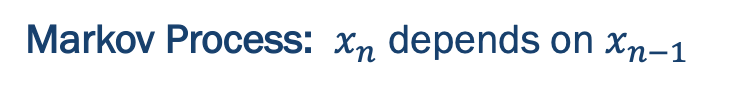 Markov Process: xₙ depends on xₙ₋₁